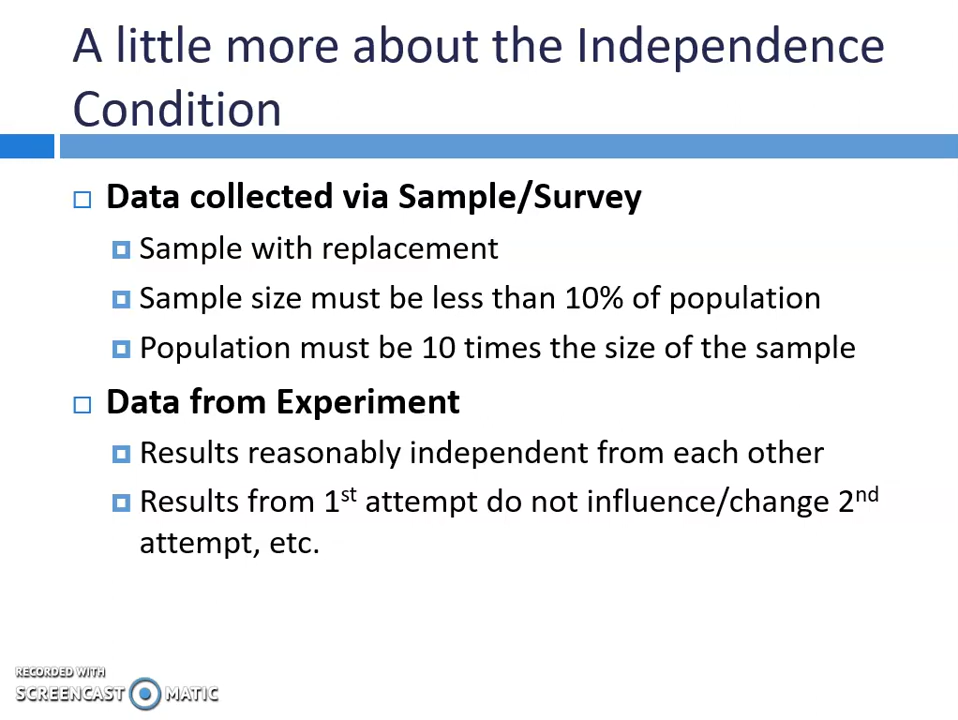 A little more about the Independence
Condition
Data collected via Sample/Survey
Sample with replacement
Sample size must be less than 10% of population
Population must be 10 times the size of the sample
Data from Experiment
Results reasonably independent from each other
Results from 1st attempt do not influence/change 2nd
attempt, etc.
RECORDED WITH
SCREENCAST MATIC